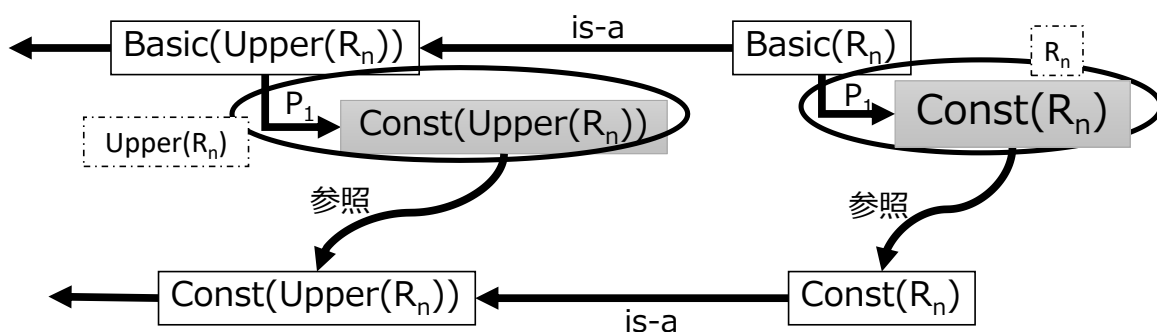 Basic(Upper(Rₙ))
is-a
Basic(Rₙ)
Rₙ
P₁
Const(Upper(Rₙ))
P₁
Const(Rₙ)
Upper(Rₙ)
参照
参照
Const(Upper(Rₙ))
is-a
Const(Rₙ)